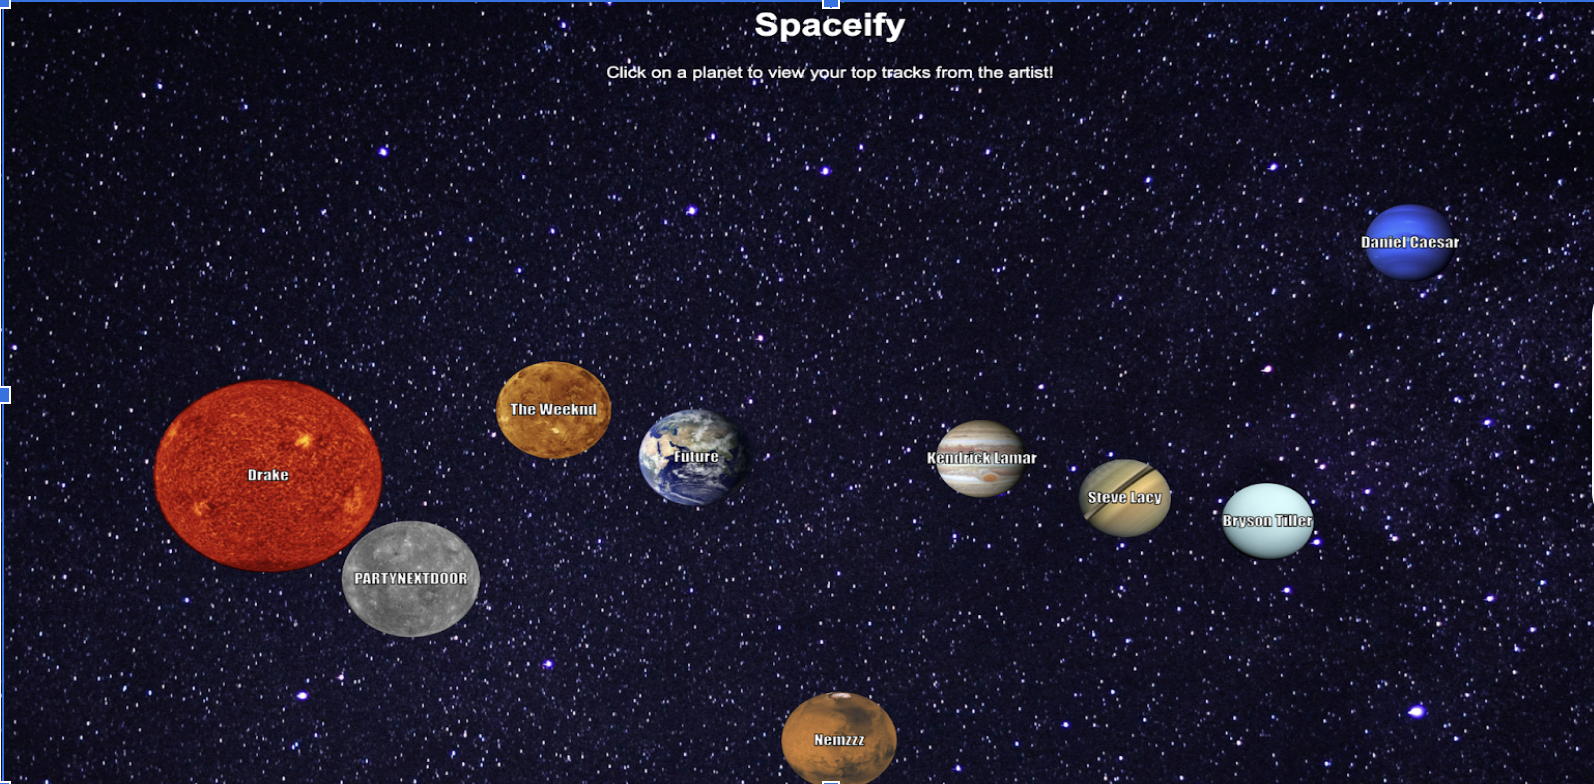 Spaceify
Click on a planet to view your top tracks from the artist!
Daniel Caesar
The Weeknd
Future
Kendrick Lamar
Drake
Steve Lacy
Bryson Tiller
PARTYNEXTDOOR
Nemzzz